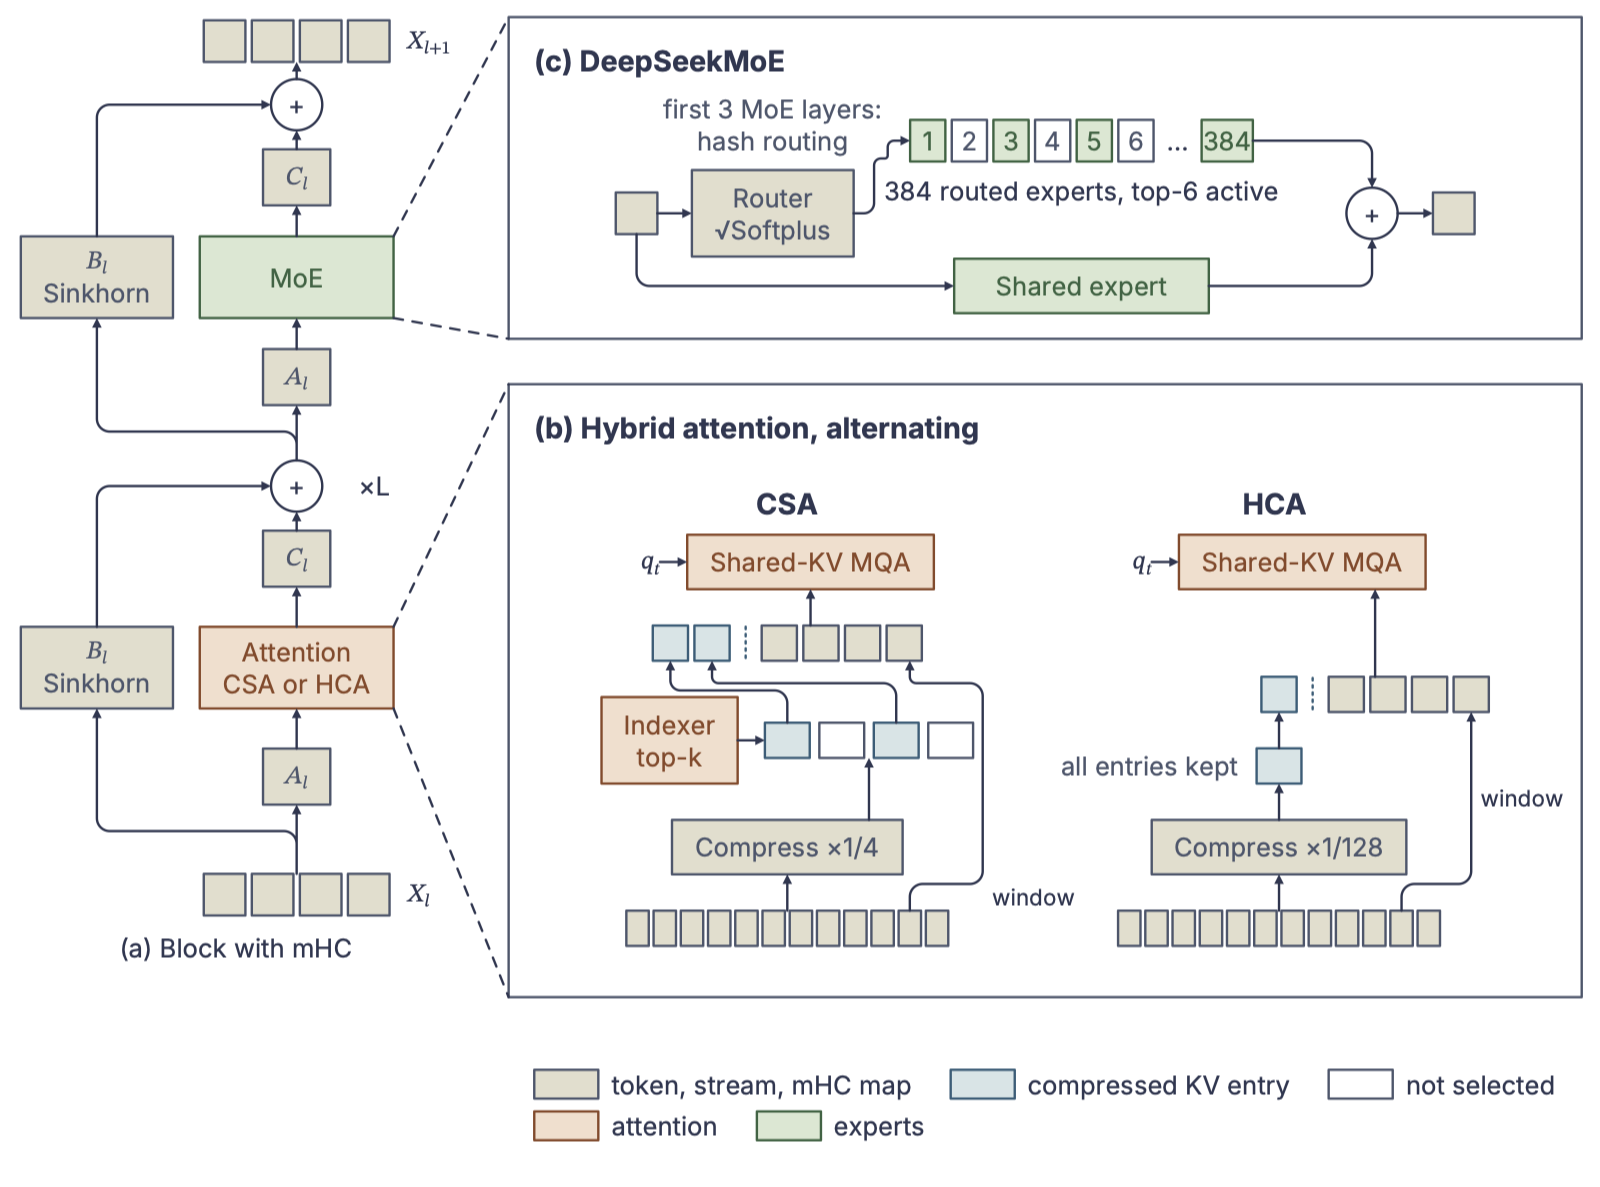 X_{l+1}
+
C_l
B_l
Sinkhorn
MoE
A_l
+
×L
C_l
B_l
Sinkhorn
Attention
CSA or HCA
A_l
X_l
(a) Block with mHC
(c) DeepSeekMoE
first 3 MoE layers:
hash routing
1 2 3 4 5 6 ... 384
384 routed experts, top-6 active
Router
√Softplus
+
Shared expert
(b) Hybrid attention, alternating
CSA
q_t
Shared-KV MQA
Indexer
top-k
Compress ×1/4
window
HCA
q_t
Shared-KV MQA
all entries kept
window
Compress ×1/128
token, stream, mHC map
compressed KV entry
not selected
attention
experts